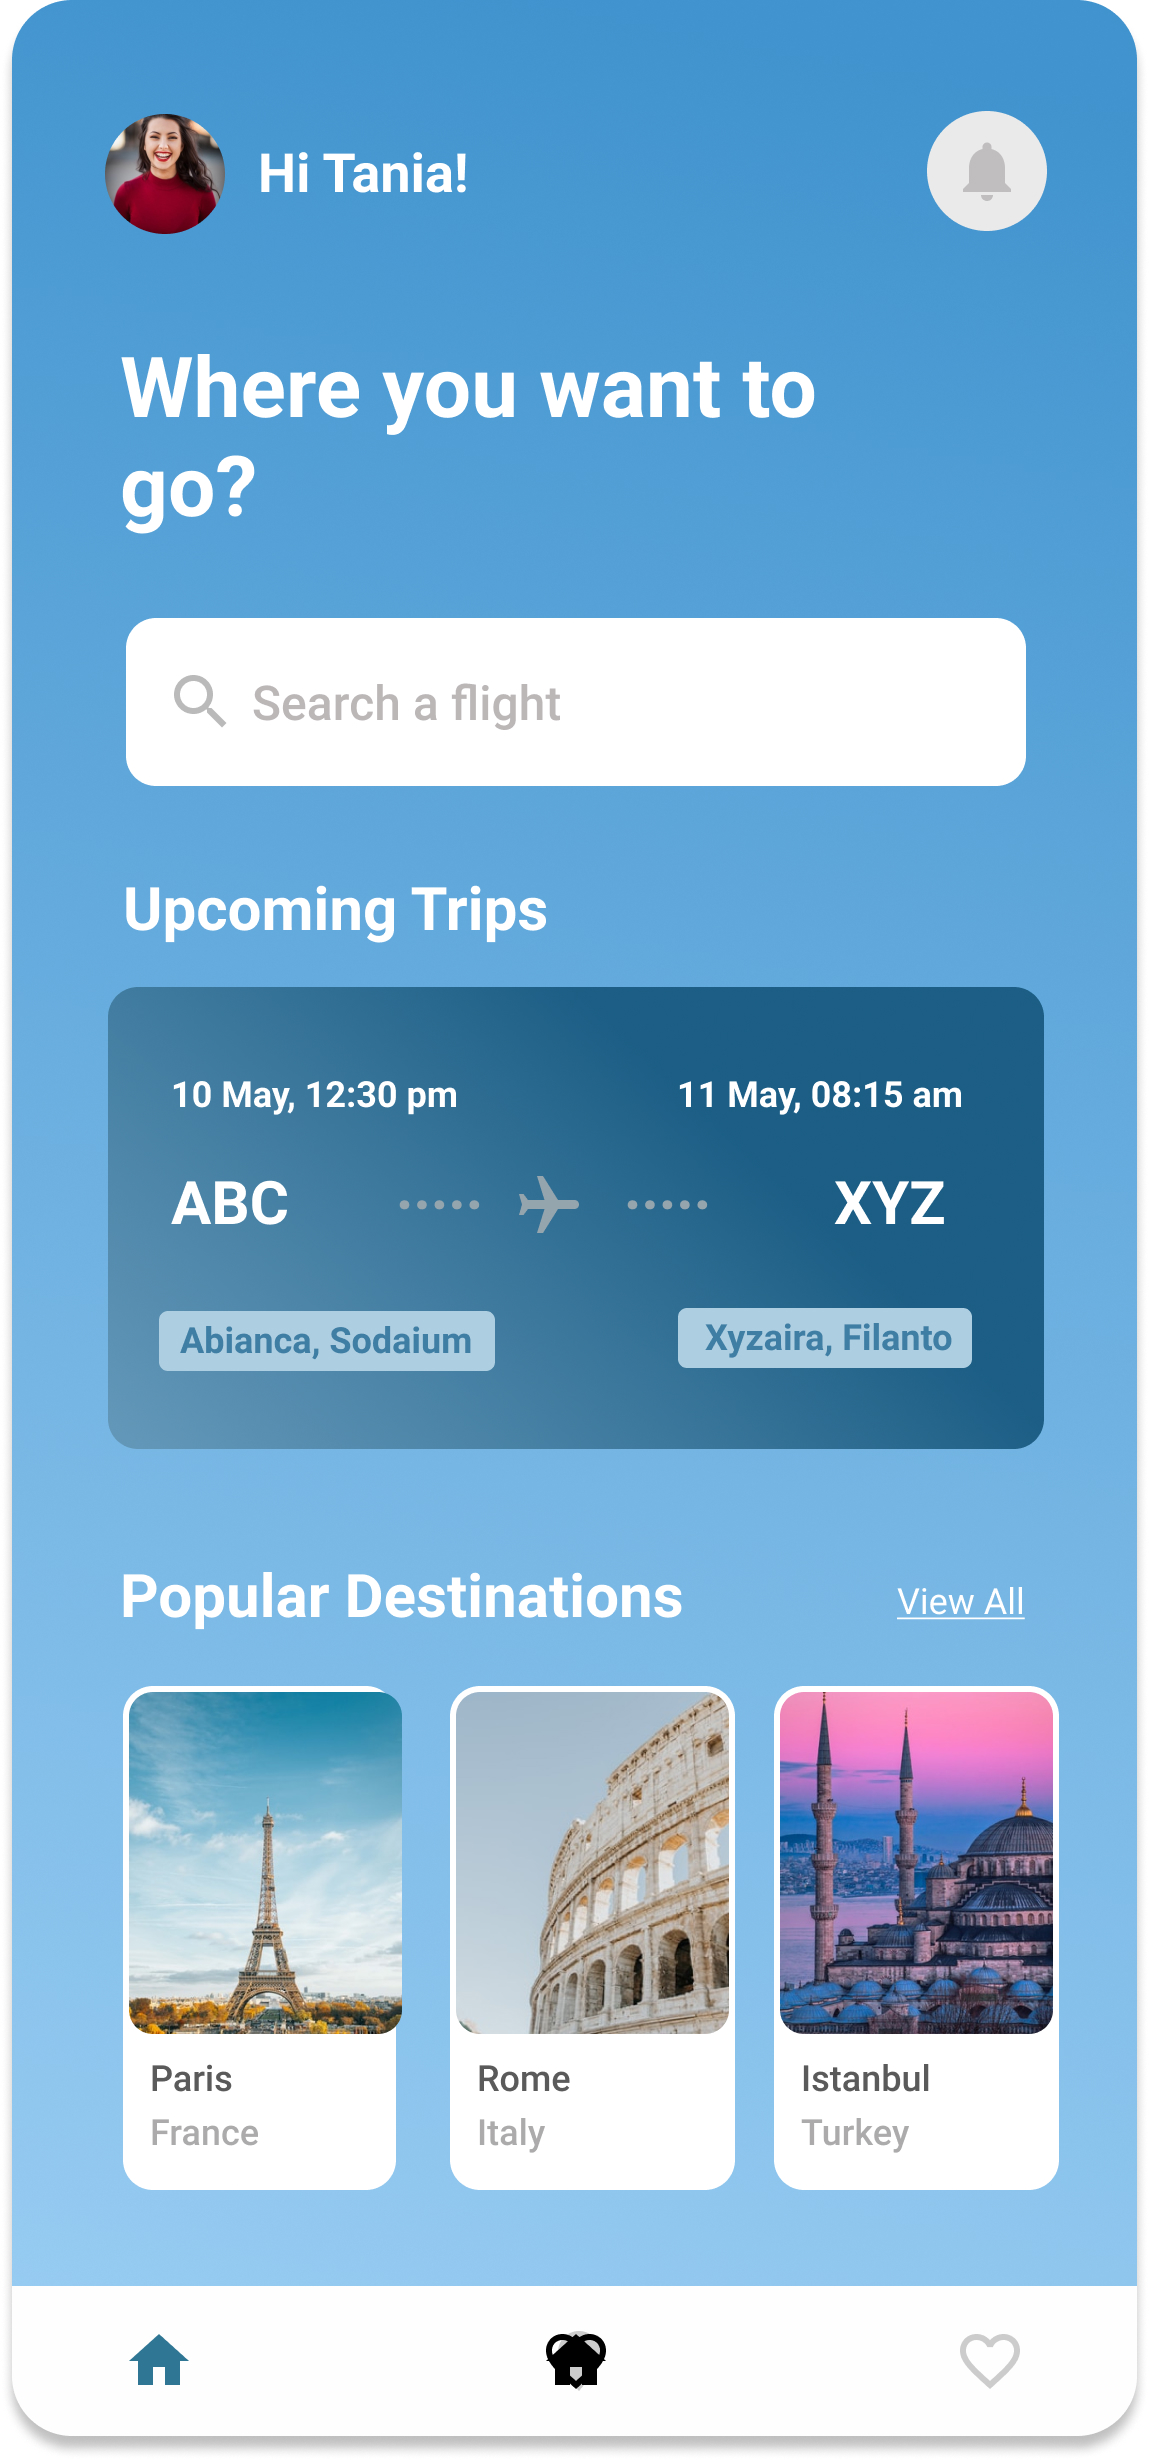 Hi Tania!
Where you want to
go?
Search a flight
Upcoming Trips
10 May, 12:30 pm
11 May, 08:15 am
ABC
XYZ
Abianca, Sodaium
Xyzaira, Filanto
Popular Destinations
View All
Paris
France
Rome
Italy
Istanbul
Turkey